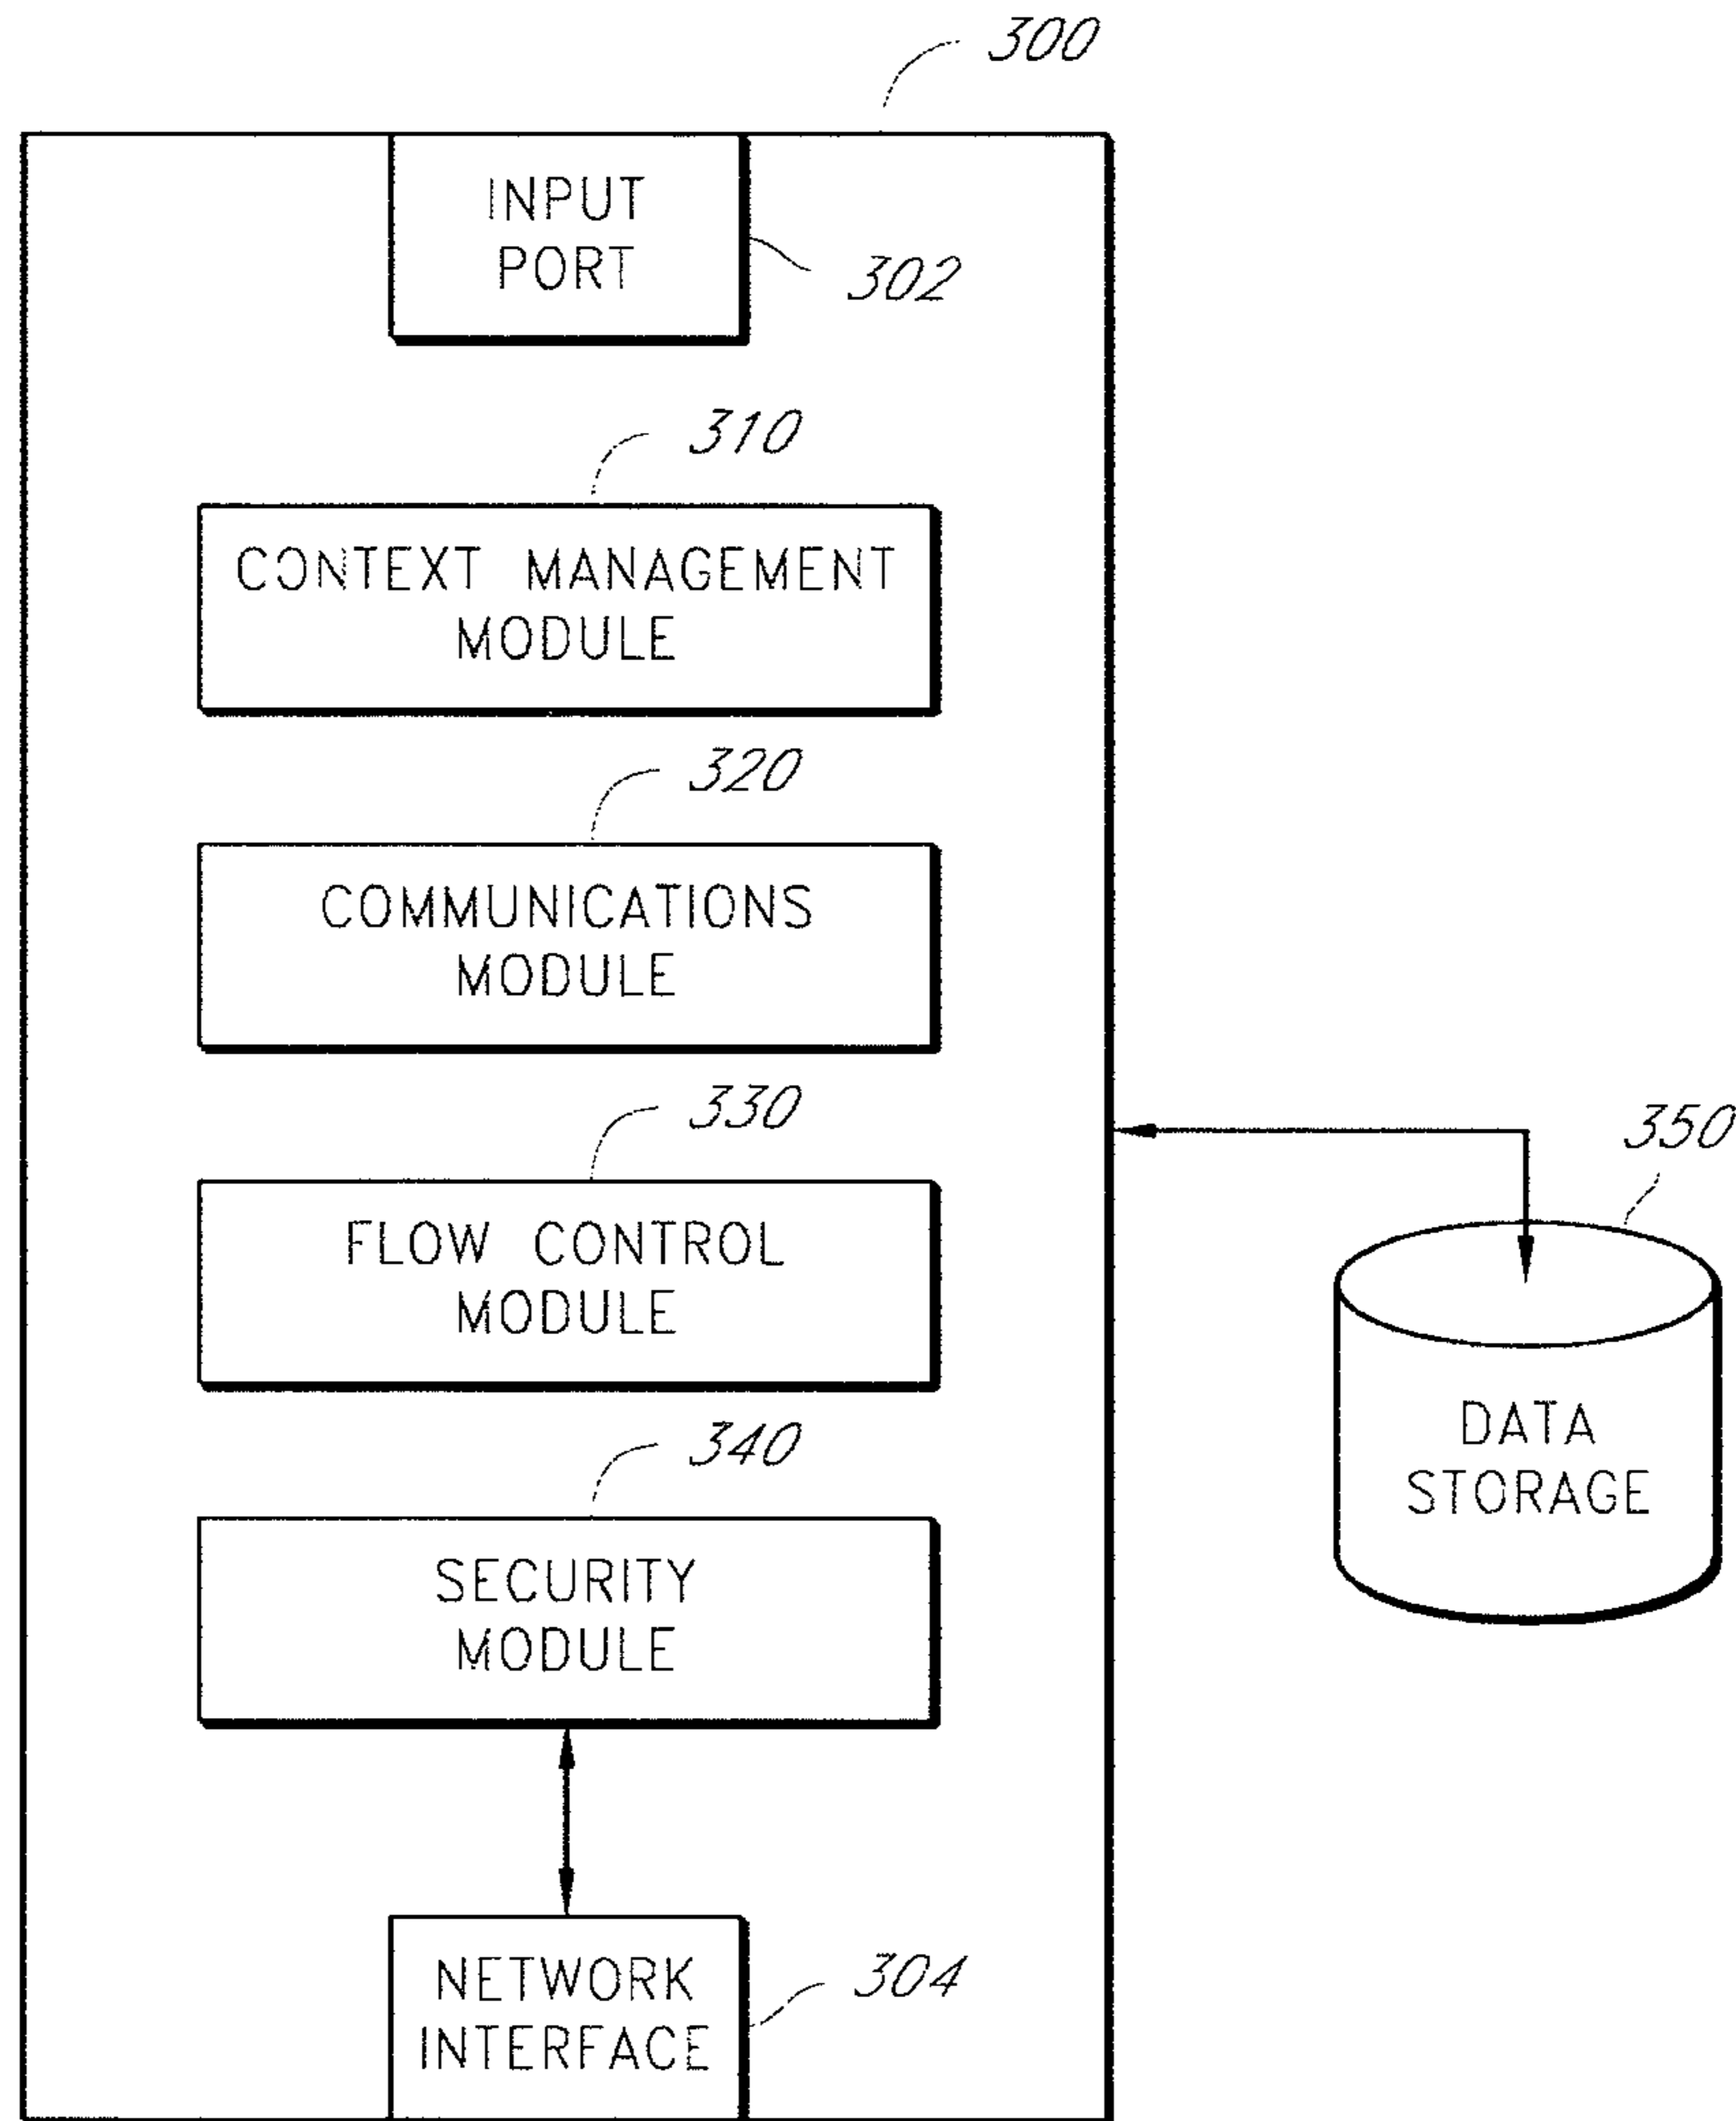 300
INPUT
PORT
302
310
CONTEXT MANAGEMENT
MODULE
320
COMMUNICATIONS
MODULE
330
350
FLOW CONTROL
MODULE
340
DATA
STORAGE
SECURITY
MODULE
304
NETWORK
INTERFACE